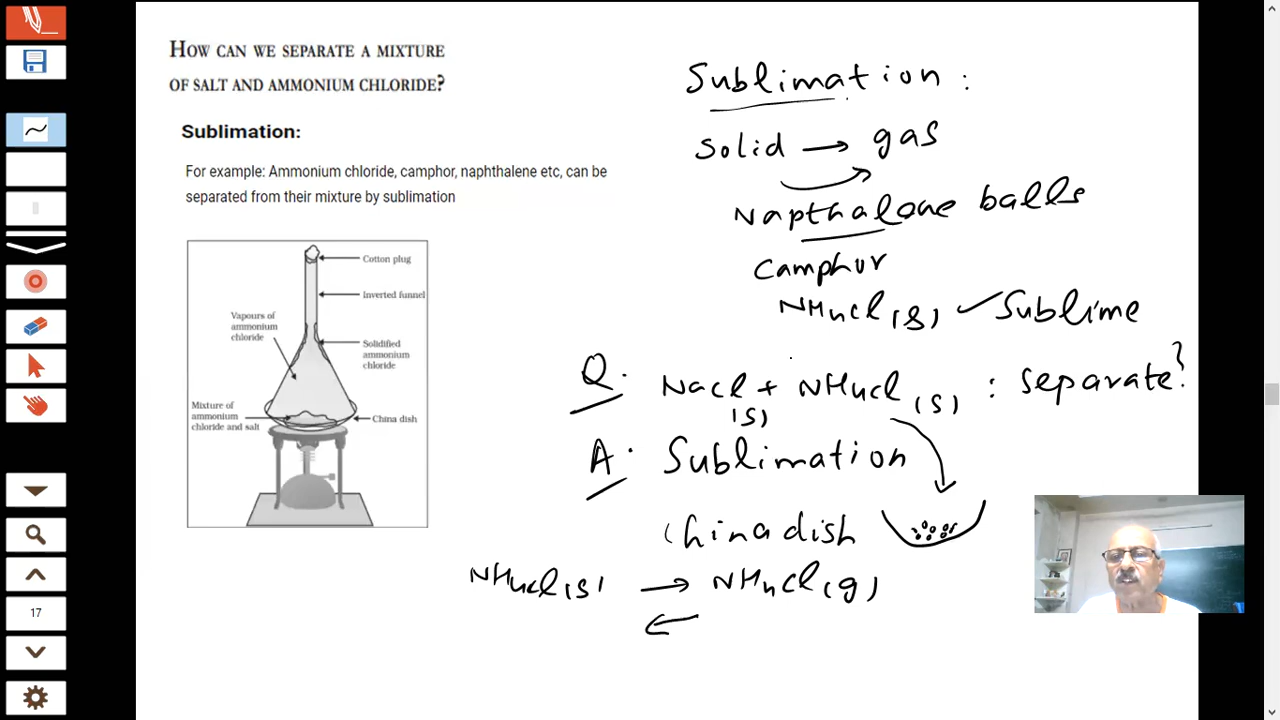 HOW CAN WE SEPARATE A MIXTURE
OF SALT AND AMMONIUM CHLORIDE?
Sublimation:
For example: Ammonium chloride, camphor, naphthalene etc, can be
separated from their mixture by sublimation
Cotton plug
Inverted funnel
Vapours of
ammonium
chloride
Solidified
ammonium
chloride
Mixture of
ammonium
chloride and salt
China dish
Sublimation :
Solid → gas
Napthalene balls
Camphor
NH4Cl(s) ✓ Sublime
Q. NaCl + NH4Cl (s) : separate?
(s)
A. Sublimation
China dish
NH4Cl(s) → NH4Cl(g)
←
17